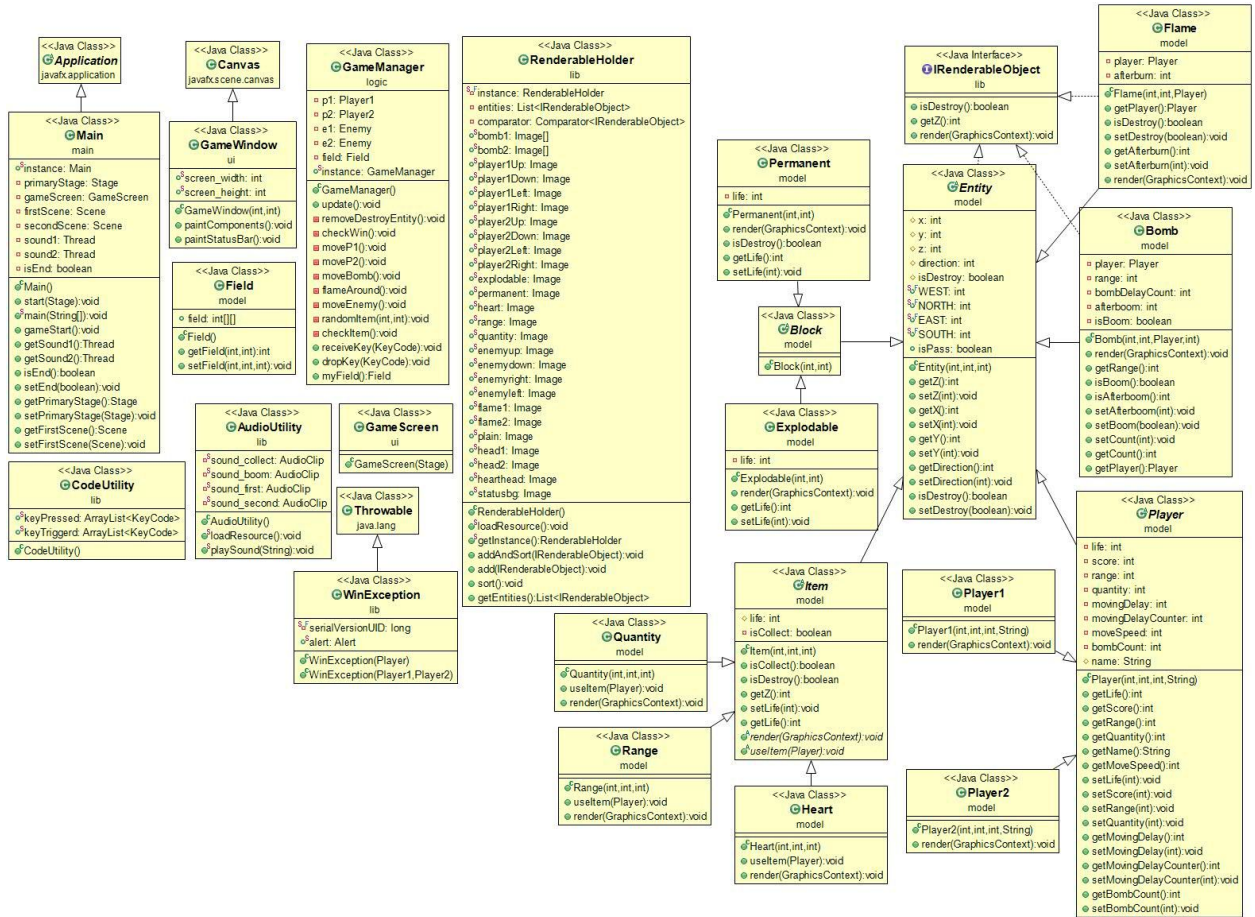 <<Java Class>>
Application
javafx.application
<<Java Class>>
Main
main
instance: Main
primaryStage: Stage
gameScreen: GameScreen
firstScene: Scene
secondScene: Scene
sound1: Thread
sound2: Thread
isEnd: boolean
Main()
start(Stage):void
main(String[]):void
gameStart():void
getSound1():Thread
getSound2():Thread
isEnd():boolean
setEnd(boolean):void
getPrimaryStage():Stage
setPrimaryStage(Stage):void
getFirstScene():Scene
setFirstScene(Scene):void
<<Java Class>>
CodeUtility
lib
keyPressed: ArrayList<KeyCode>
keyTriggerd: ArrayList<KeyCode>
CodeUtility()
<<Java Class>>
Canvas
javafx.scene.canvas
<<Java Class>>
GameWindow
ui
screen_width: int
screen_height: int
GameWindow(int,int)
paintComponents():void
paintStatusBar():void
<<Java Class>>
Field
model
field: int[][]
Field()
getField(int,int):int
setField(int,int,int):void
<<Java Class>>
AudioUtility
lib
sound_collect: AudioClip
sound_boom: AudioClip
sound_first: AudioClip
sound_second: AudioClip
AudioUtility()
loadResource():void
playSound(String):void
<<Java Class>>
GameManager
logic
p1: Player1
p2: Player2
e1: Enemy
e2: Enemy
field: Field
instance: GameManager
GameManager()
update():void
removeDestroyEntity():void
checkWin():void
moveP1():void
moveP2():void
moveBomb():void
flameAround():void
moveEnemy():void
randomItem(int,int):void
checkItem():void
receiveKey(KeyCode):void
dropKey(KeyCode):void
myField():Field
<<Java Class>>
GameScreen
ui
GameScreen(Stage)
<<Java Class>>
Throwable
java.lang
<<Java Class>>
WinException
lib
serialVersionUID: long
alert: Alert
WinException(Player)
WinException(Player1,Player2)
<<Java Class>>
RenderableHolder
lib
instance: RenderableHolder
entities: List<IRenderableObject>
comparator: Comparator<IRenderableObject>
bomb1: Image[]
bomb2: Image[]
player1Up: Image
player1Down: Image
player1Left: Image
player1Right: Image
player2Up: Image
player2Down: Image
player2Left: Image
player2Right: Image
explodable: Image
permanent: Image
heart: Image
range: Image
quantity: Image
enemyup: Image
enemydown: Image
enemyright: Image
enemyleft: Image
flame1: Image
flame2: Image
plain: Image
head1: Image
head2: Image
hearthead: Image
statusbg: Image
RenderableHolder()
loadResource():void
getInstance():RenderableHolder
addAndSort(IRenderableObject):void
add(IRenderableObject):void
sort():void
getEntities():List<IRenderableObject>
<<Java Class>>
Permanent
model
life: int
Permanent(int,int)
render(GraphicsContext):void
isDestroy():boolean
getLife():int
setLife(int):void
<<Java Class>>
Block
model
Block(int,int)
<<Java Class>>
Explodable
model
life: int
Explodable(int,int)
render(GraphicsContext):void
getLife():int
setLife(int):void
<<Java Class>>
Quantity
model
Quantity(int,int,int)
useItem(Player):void
render(GraphicsContext):void
<<Java Class>>
Range
model
Range(int,int,int)
useItem(Player):void
render(GraphicsContext):void
<<Java Class>>
Item
model
life: int
isCollect: boolean
Item(int,int,int)
isCollect():boolean
isDestroy():boolean
getZ():int
setLife(int):void
getLife():int
render(GraphicsContext):void
useItem(Player):void
<<Java Class>>
Heart
model
Heart(int,int,int)
useItem(Player):void
render(GraphicsContext):void
<<Java Interface>>
IRenderableObject
lib
isDestroy():boolean
getZ():int
render(GraphicsContext):void
<<Java Class>>
Entity
model
x: int
y: int
z: int
direction: int
isDestroy: boolean
WEST: int
NORTH: int
EAST: int
SOUTH: int
isPass: boolean
Entity(int,int,int)
getZ():int
setZ(int):void
getX():int
setX(int):void
getY():int
setY(int):void
getDirection():int
setDirection(int):void
isDestroy():boolean
setDestroy(boolean):void
<<Java Class>>
Player1
model
Player1(int,int,int,String)
render(GraphicsContext):void
<<Java Class>>
Player2
model
Player2(int,int,int,String)
render(GraphicsContext):void
<<Java Class>>
Flame
model
player: Player
afterburn: int
Flame(int,int,Player)
getPlayer():Player
isDestroy():boolean
setDestroy(boolean):void
getAfterburn():int
setAfterburn(int):void
render(GraphicsContext):void
<<Java Class>>
Bomb
model
player: Player
range: int
bombDelayCount: int
afterboom: int
isBoom: boolean
Bomb(int,int,Player,int)
render(GraphicsContext):void
getRange():int
isBoom():boolean
isAfterboom():int
setAfterboom(int):void
setBoom(boolean):void
setCount(int):void
getCount():int
getPlayer():Player
<<Java Class>>
Player
model
life: int
score: int
range: int
quantity: int
movingDelay: int
movingDelayCounter: int
moveSpeed: int
bombCount: int
name: String
Player(int,int,int,String)
getLife():int
getScore():int
getRange():int
getQuantity():int
getName():String
getMoveSpeed():int
setLife(int):void
setScore(int):void
setRange(int):void
setQuantity(int):void
getMovingDelay():int
setMovingDelay(int):void
getMovingDelayCounter():int
setMovingDelayCounter(int):void
getBombCount():int
setBombCount(int):void